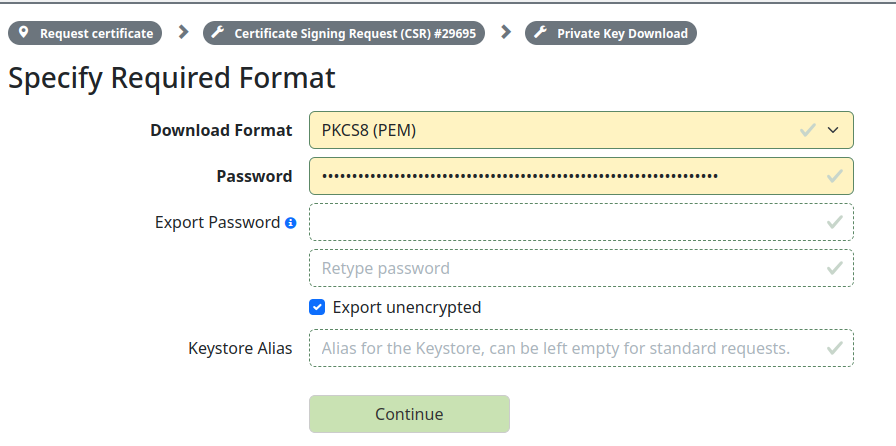 Request certificate > Certificate Signing Request (CSR) #29695 > Private Key Download
Specify Required Format
Download Format PKCS8 (PEM)
Password ••••••••••••••••••••••••••••••••••••••••••••••••••••••••••••••••••
Export Password
Retype password
Export unencrypted
Keystore Alias Alias for the Keystore, can be left empty for standard requests.
Continue